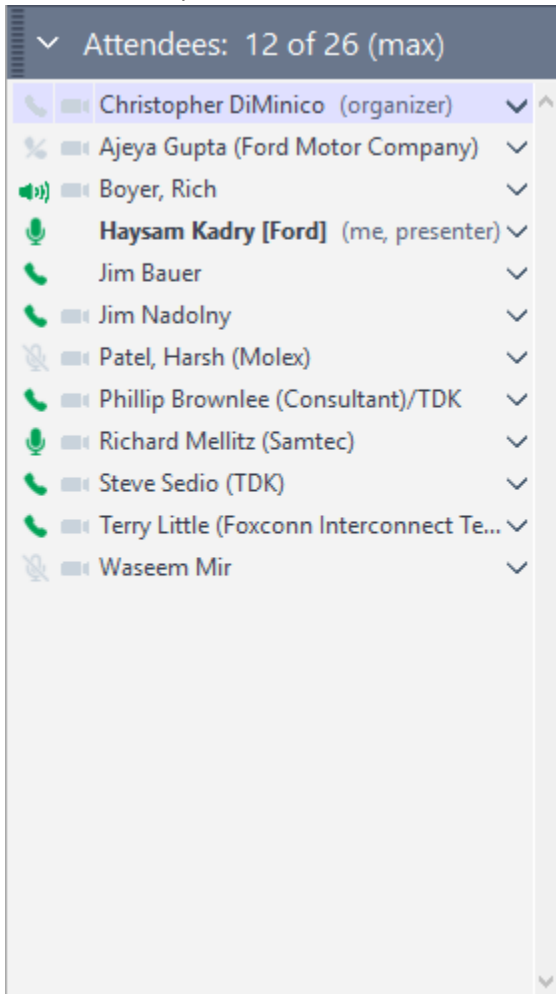 Attendees: 12 of 26 (max)
Christopher DiMinico (organizer)
Ajeya Gupta (Ford Motor Company)
Boyer, Rich
Haysam Kadry [Ford] (me, presenter)
Jim Bauer
Jim Nadolny
Patel, Harsh (Molex)
Phillip Brownlee (Consultant)/TDK
Richard Mellitz (Samtec)
Steve Sedio (TDK)
Terry Little (Foxconn Interconnect Te...
Waseem Mir